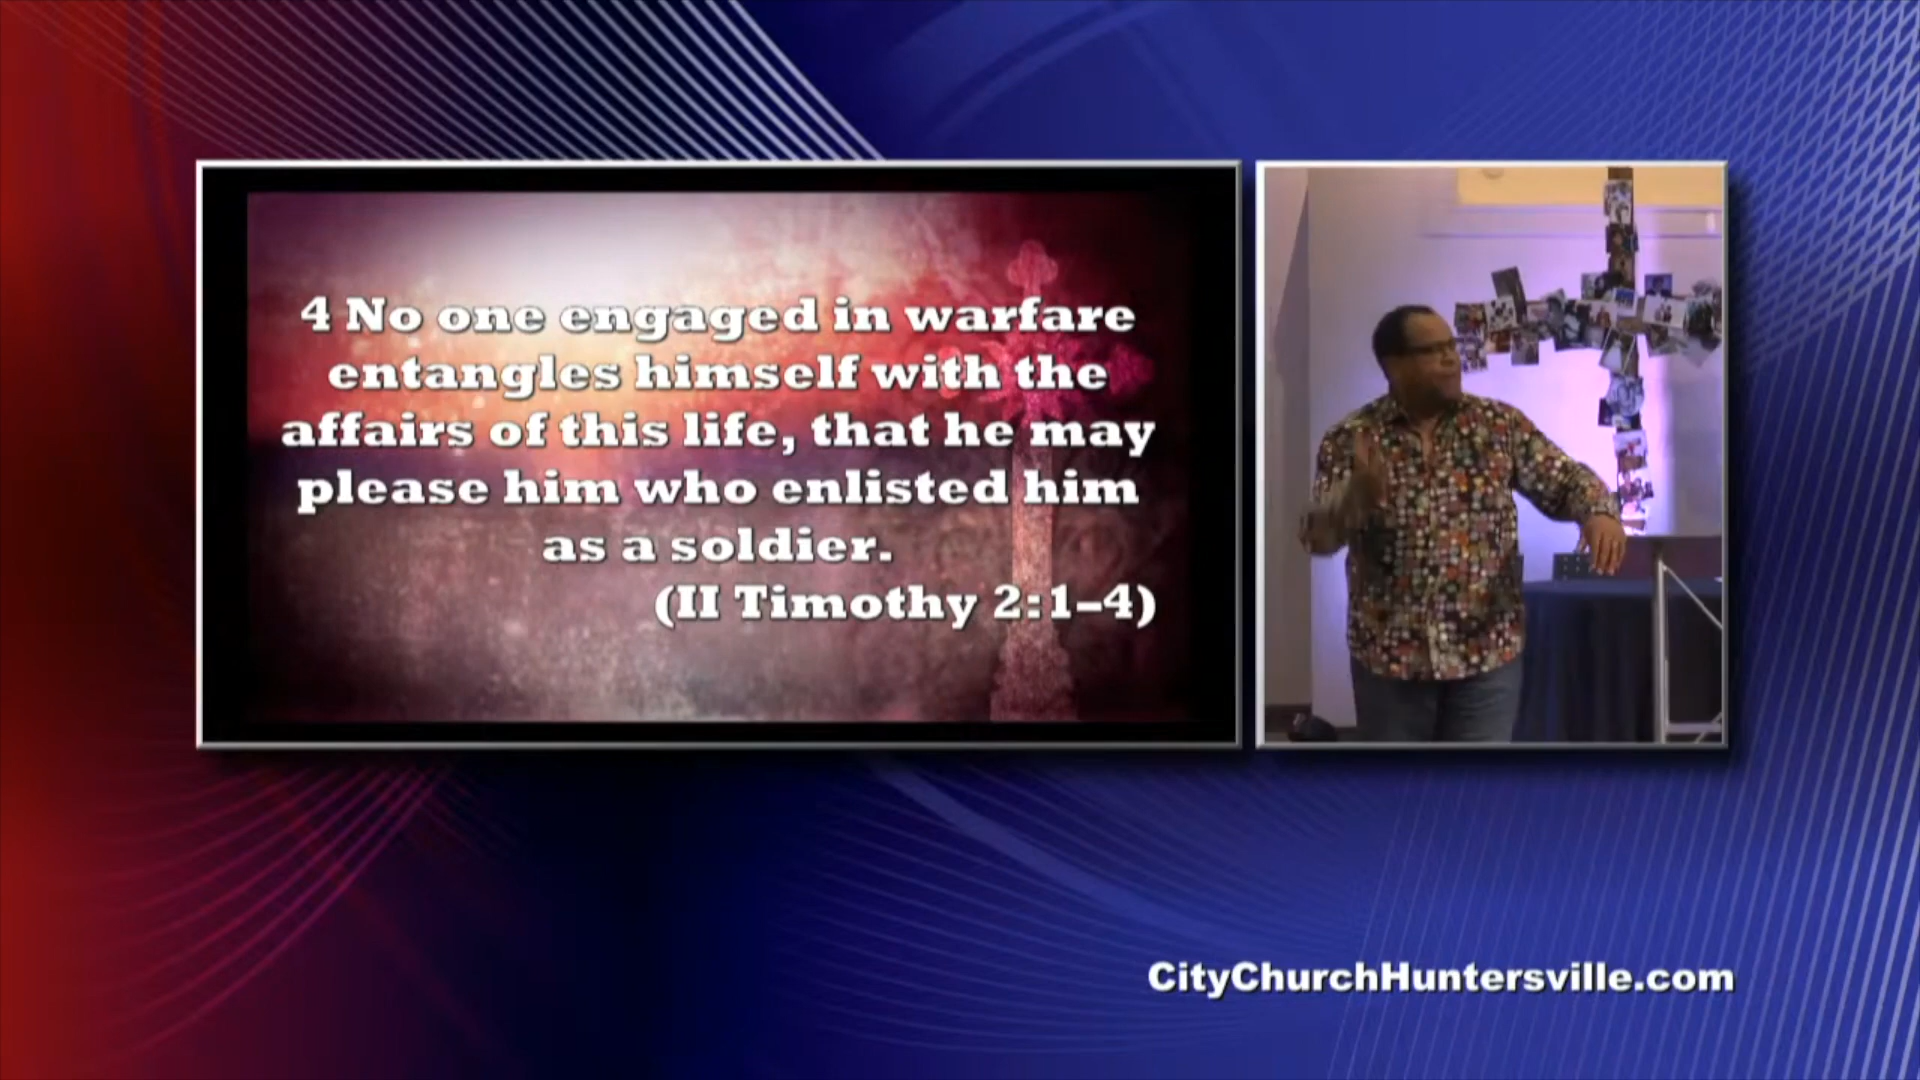 4 No one engaged in warfare
entangles himself with the
affairs of this life, that he may
please him who enlisted him
as a soldier.
(II Timothy 2:1–4)
CityChurchHuntersville.com